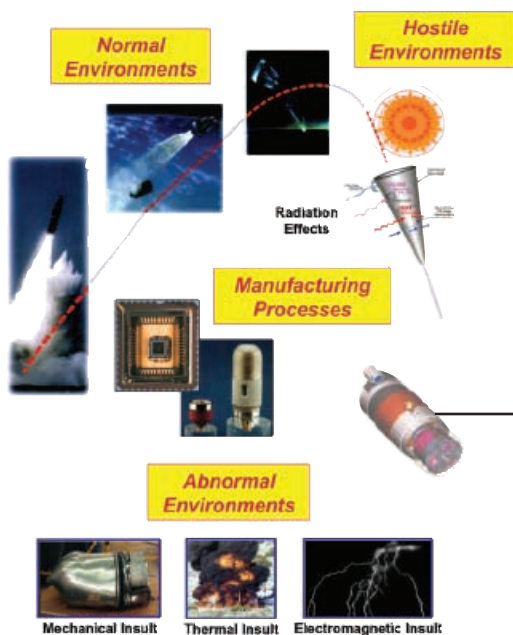 Normal
Environments
Hostile
Environments
Radiation
Effects
Manufacturing
Processes
Abnormal
Environments
Mechanical Insult
Thermal Insult
Electromagnetic Insult